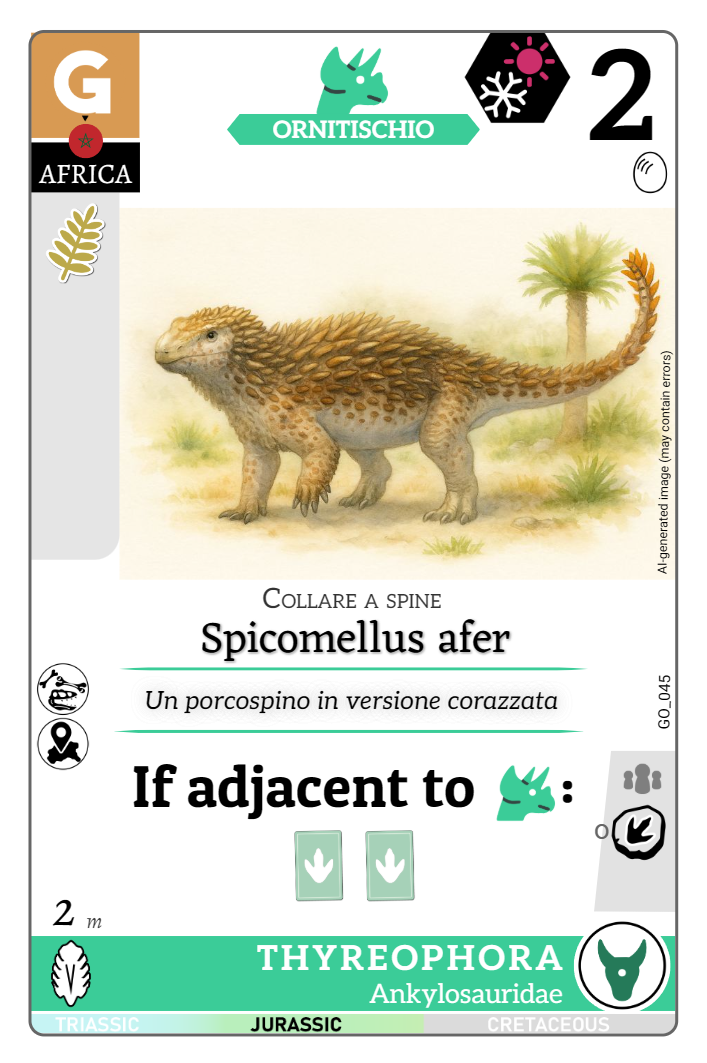 G
AFRICA
ORNITISCHIO
2
AI-generated image (may contain errors)
COLLARE A SPINE
Spicomellus afer
Un porcospino in versione corazzata
GO_045
If adjacent to :
o
2 m
THYREOPHORA
Ankylosauridae
TRIASSIC JURASSIC CRETACEOUS